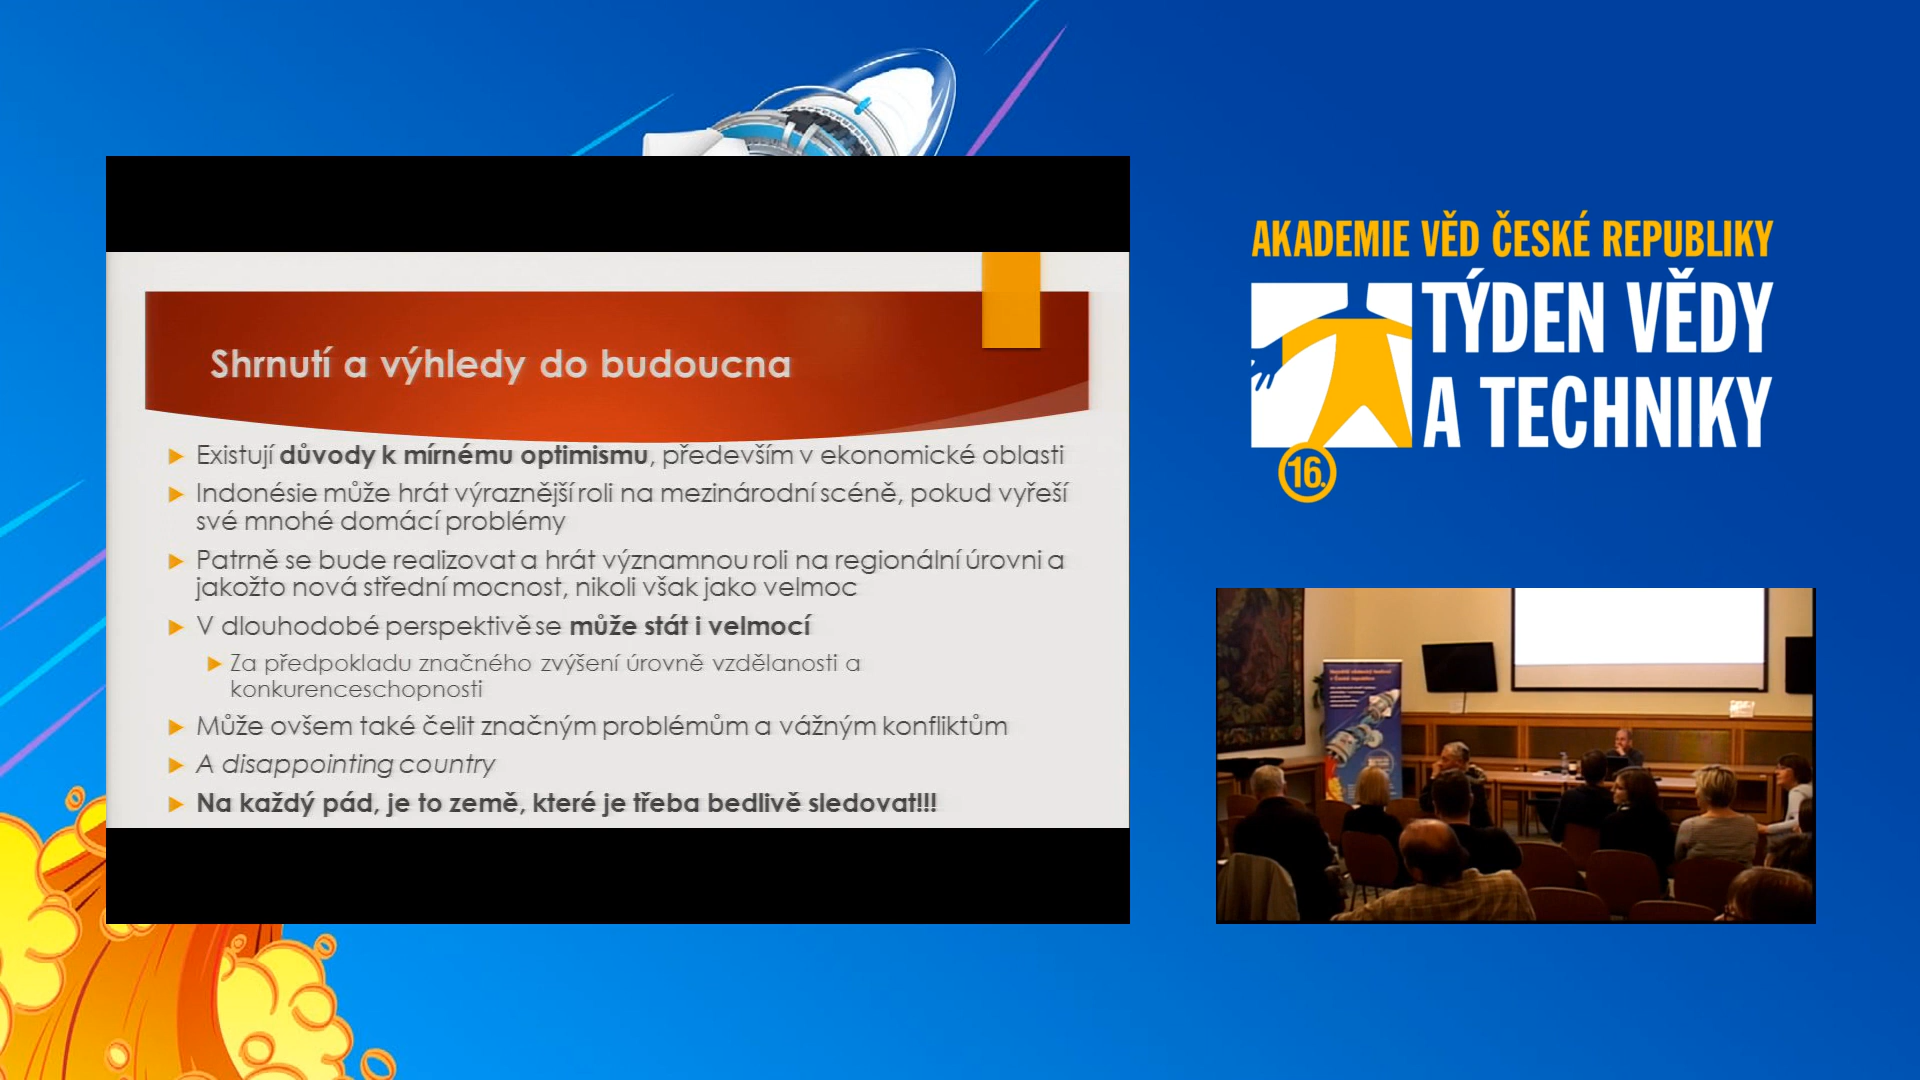 Shrnutí a výhledy do budoucna
Existují důvody k mírnému optimismu, především v ekonomické oblasti
Indonésie může hrát výraznější roli na mezinárodní scéně, pokud vyřeší
své mnohé domácí problémy
Patrně se bude realizovat a hrát významnou roli na regionální úrovni a
jakožto nová střední mocnost, nikoli však jako velmoc
V dlouhodobé perspektivě se může stát i velmocí
Za předpokladu značného zvýšení úrovně vzdělanosti a
konkurenceschopnosti
Může ovšem také čelit značným problémům a vážným konfliktům
A disappointing country
Na každý pád, je to země, které je třeba bedlivě sledovat!!!
AKADEMIE VĚD ČESKÉ REPUBLIKY
TÝDEN VĚDY
A TECHNIKY
16.